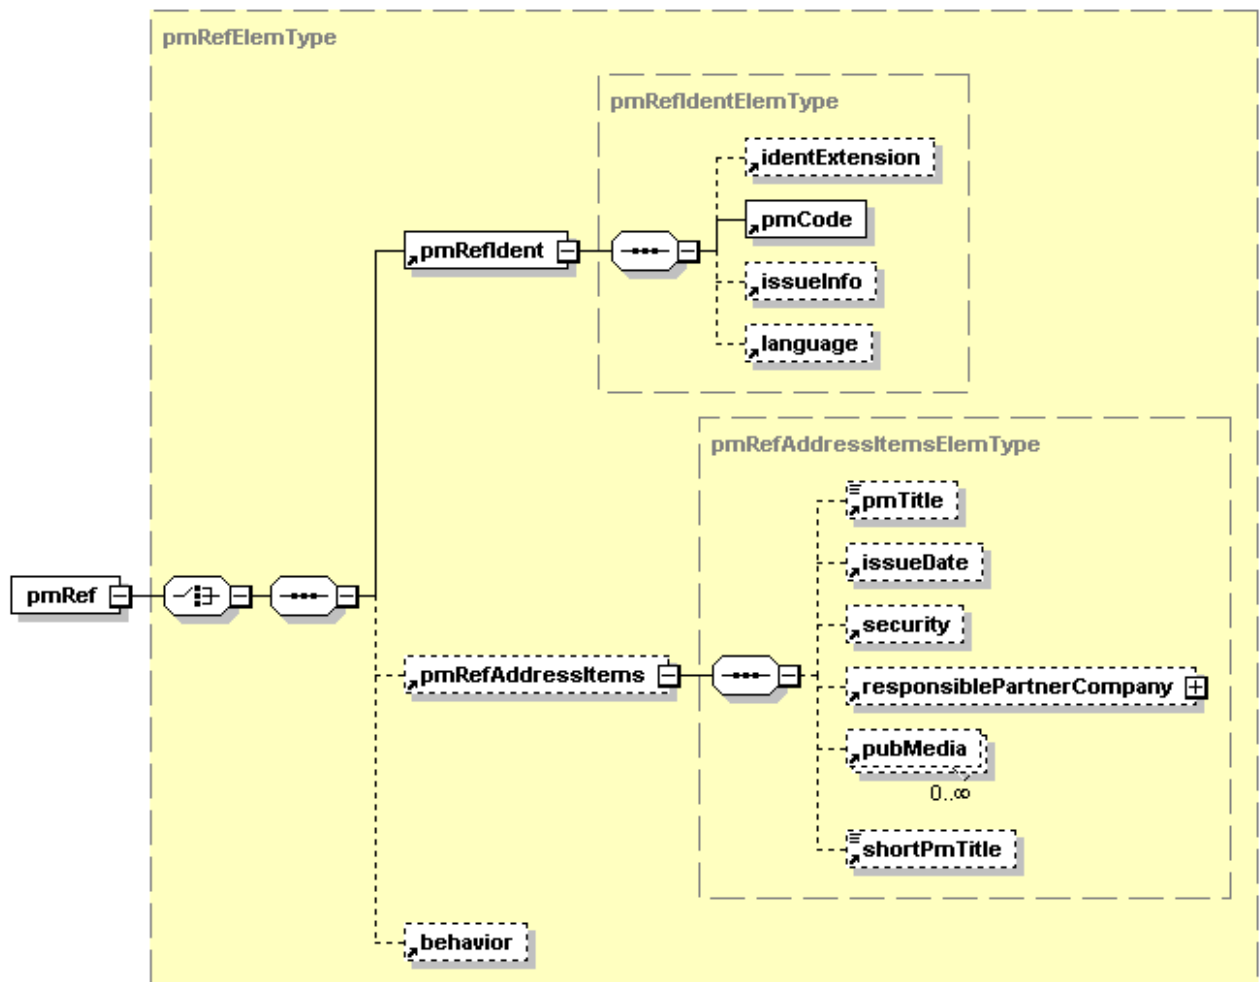 pmRefElemType
pmRefIdentElemType
identExtension
pmCode
pmRefIdent
issueInfo
language
pmRefAddressItemsElemType
pmTitle
issueDate
pmRef
security
pmRefAddressItems
responsiblePartnerCompany
pubMedia
0..∞
shortPmTitle
behavior